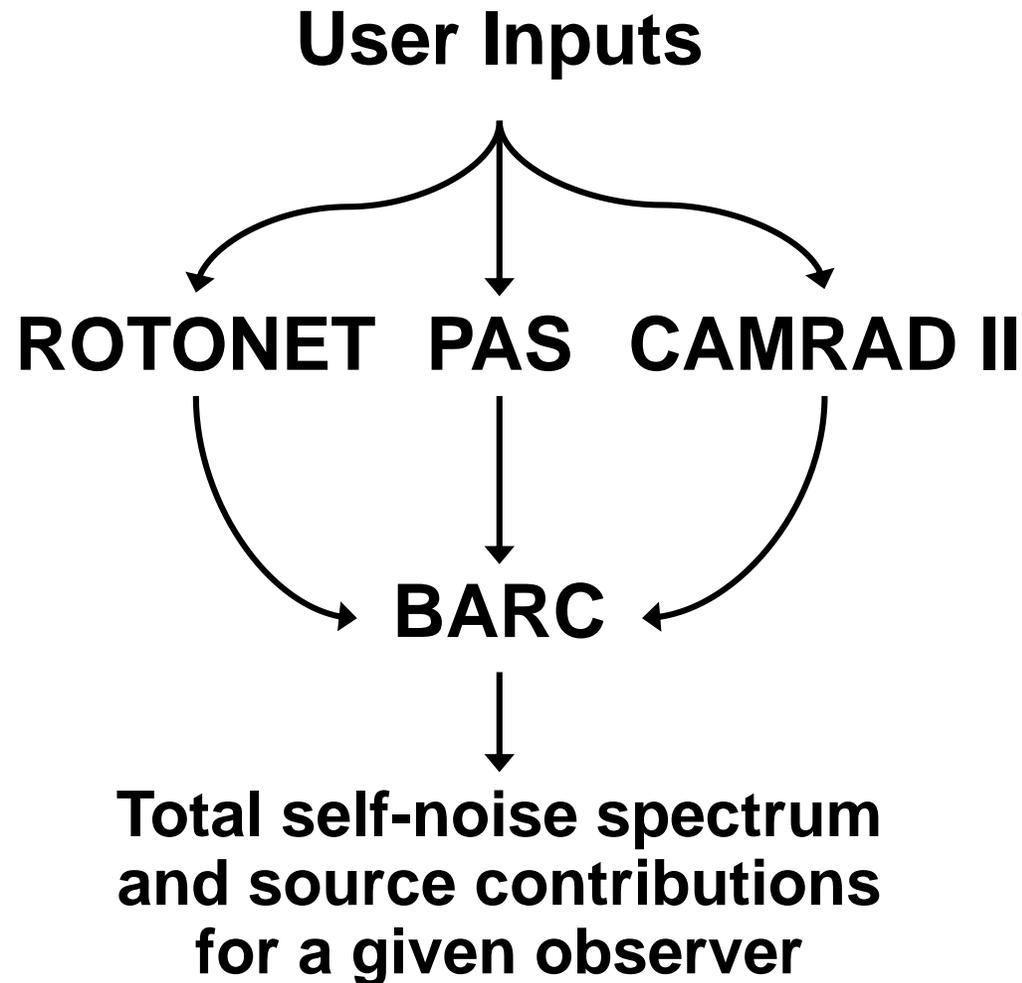 User Inputs
ROTONET PAS CAMRAD II
BARC
Total self-noise spectrum
and source contributions
for a given observer